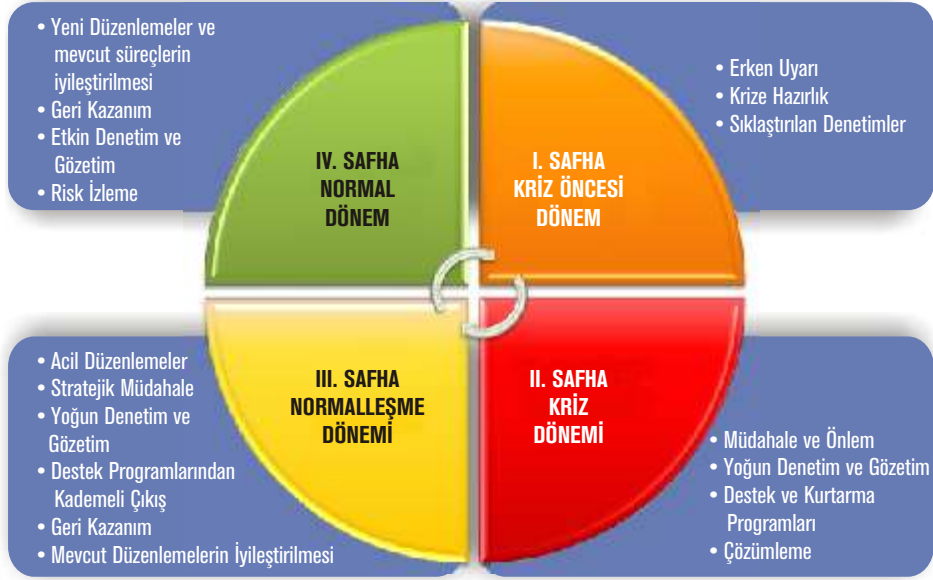 • Yeni Düzenlemeler ve
mevcut süreçlerin
iyileştirilmesi
• Geri Kazanım
• Etkin Denetim ve
Gözetim
• Risk İzleme
• Erken Uyarı
• Krize Hazırlık
• Sıklaştırılan Denetimler
IV. SAFHA
NORMAL
DÖNEM
I. SAFHA
KRİZ ÖNCESİ
DÖNEM
III. SAFHA
NORMALLEŞME
DÖNEMİ
II. SAFHA
KRİZ
DÖNEMİ
• Acil Düzenlemeler
• Stratejik Müdahale
• Yoğun Denetim ve
Gözetim
• Destek Programlarından
Kademeli Çıkış
• Geri Kazanım
• Mevcut Düzenlemelerin İyileştirilmesi
• Müdahale ve Önlem
• Yoğun Denetim ve Gözetim
• Destek ve Kurtarma
Programları
• Çözümleme